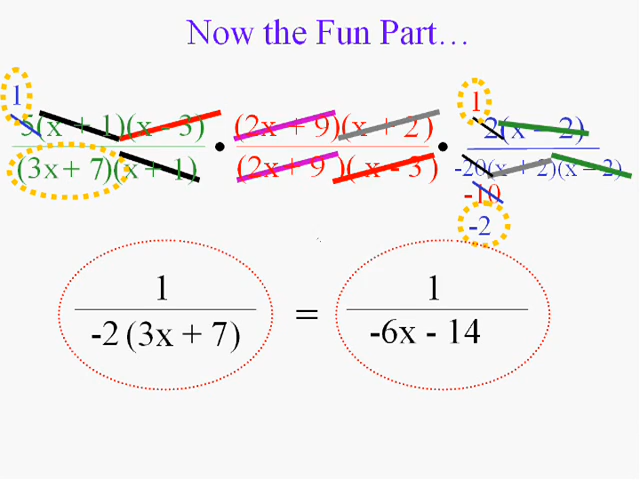 Now the Fun Part…
1 1
5(x + 1)(x - 3) (2x + 9)(x + 2) 2(x - 2)
(3x + 7)(x + 1) • (2x + 9 )( x - 3 ) • -20(x + 2)(x - 2)
-10
-2
1 1
-2 (3x + 7) = -6x - 14